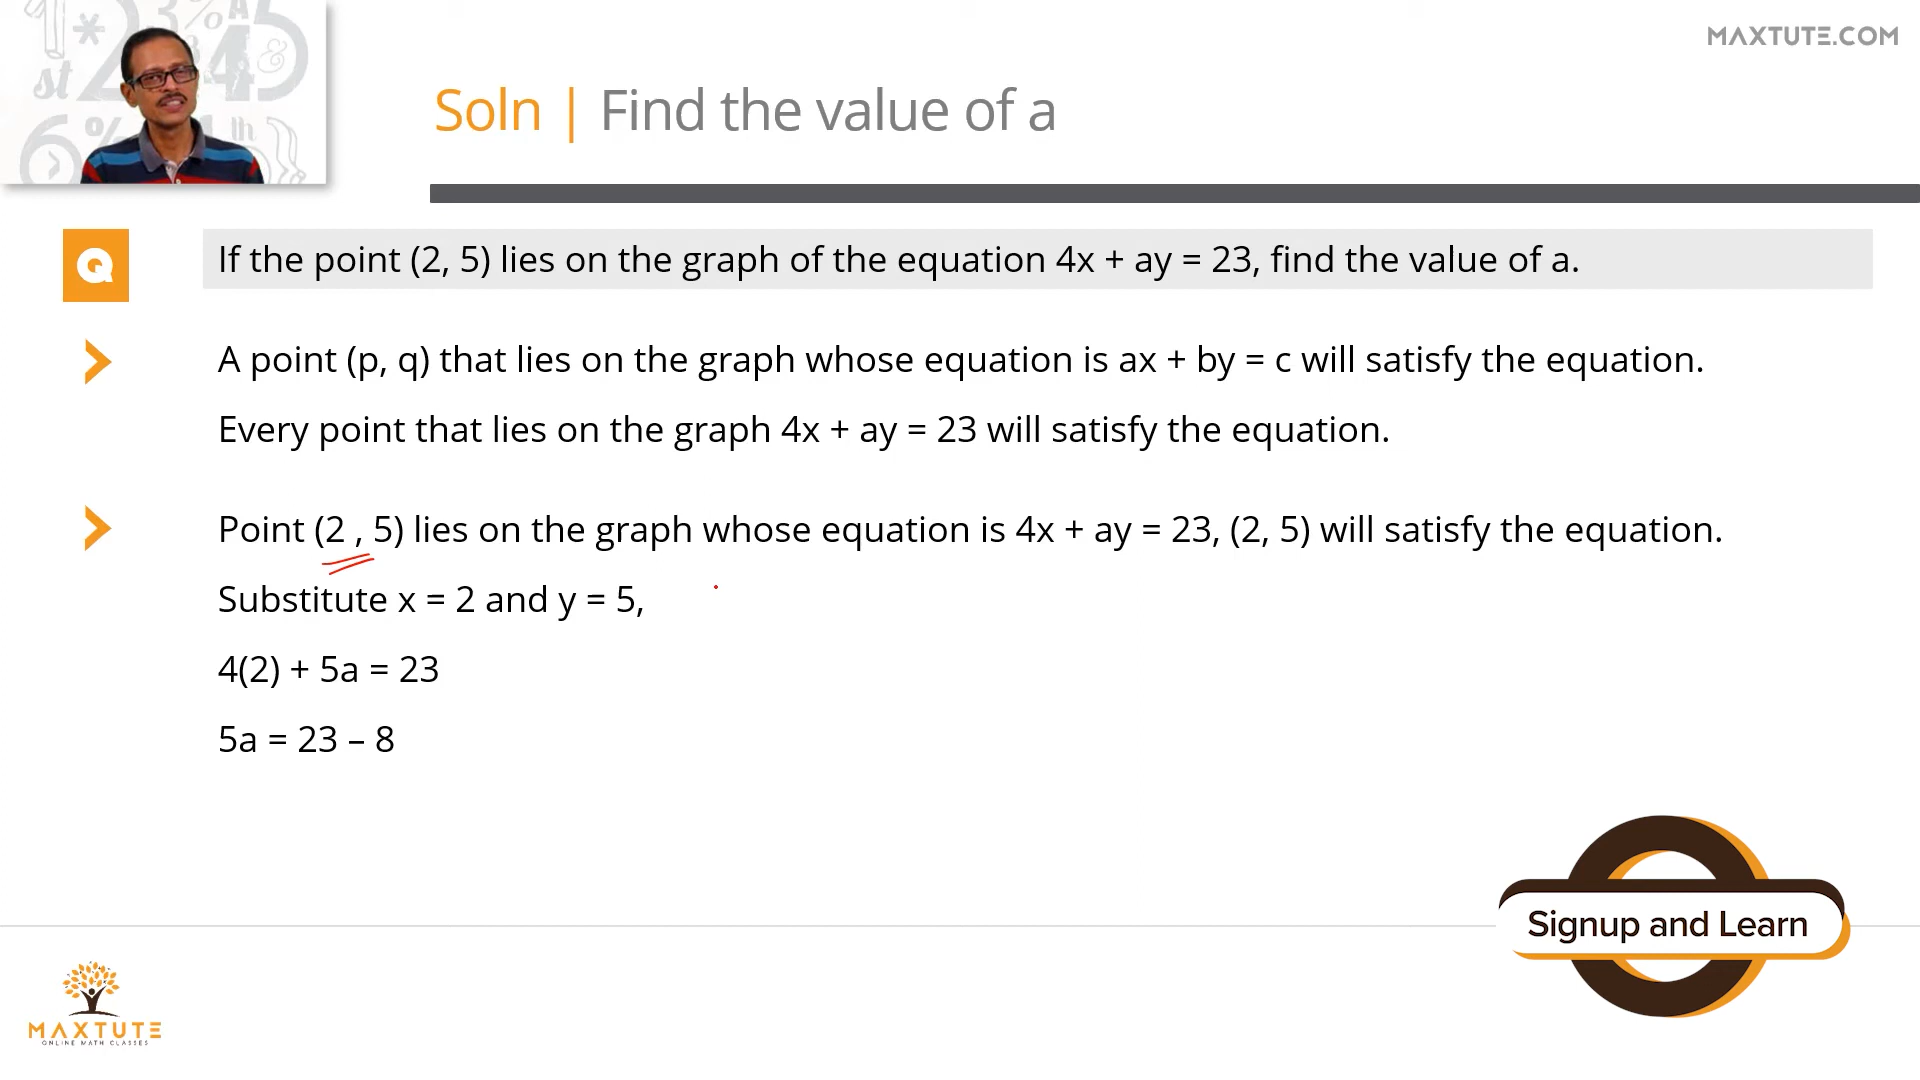 MAXTUTE.COM
Soln | Find the value of a
Q
If the point (2, 5) lies on the graph of the equation 4x + ay = 23, find the value of a.
A point (p, q) that lies on the graph whose equation is ax + by = c will satisfy the equation.
Every point that lies on the graph 4x + ay = 23 will satisfy the equation.
Point (2 , 5) lies on the graph whose equation is 4x + ay = 23, (2, 5) will satisfy the equation.
Substitute x = 2 and y = 5,
4(2) + 5a = 23
5a = 23 – 8
Signup and Learn
MAXTUTE
ONLINE MATH CLASSES